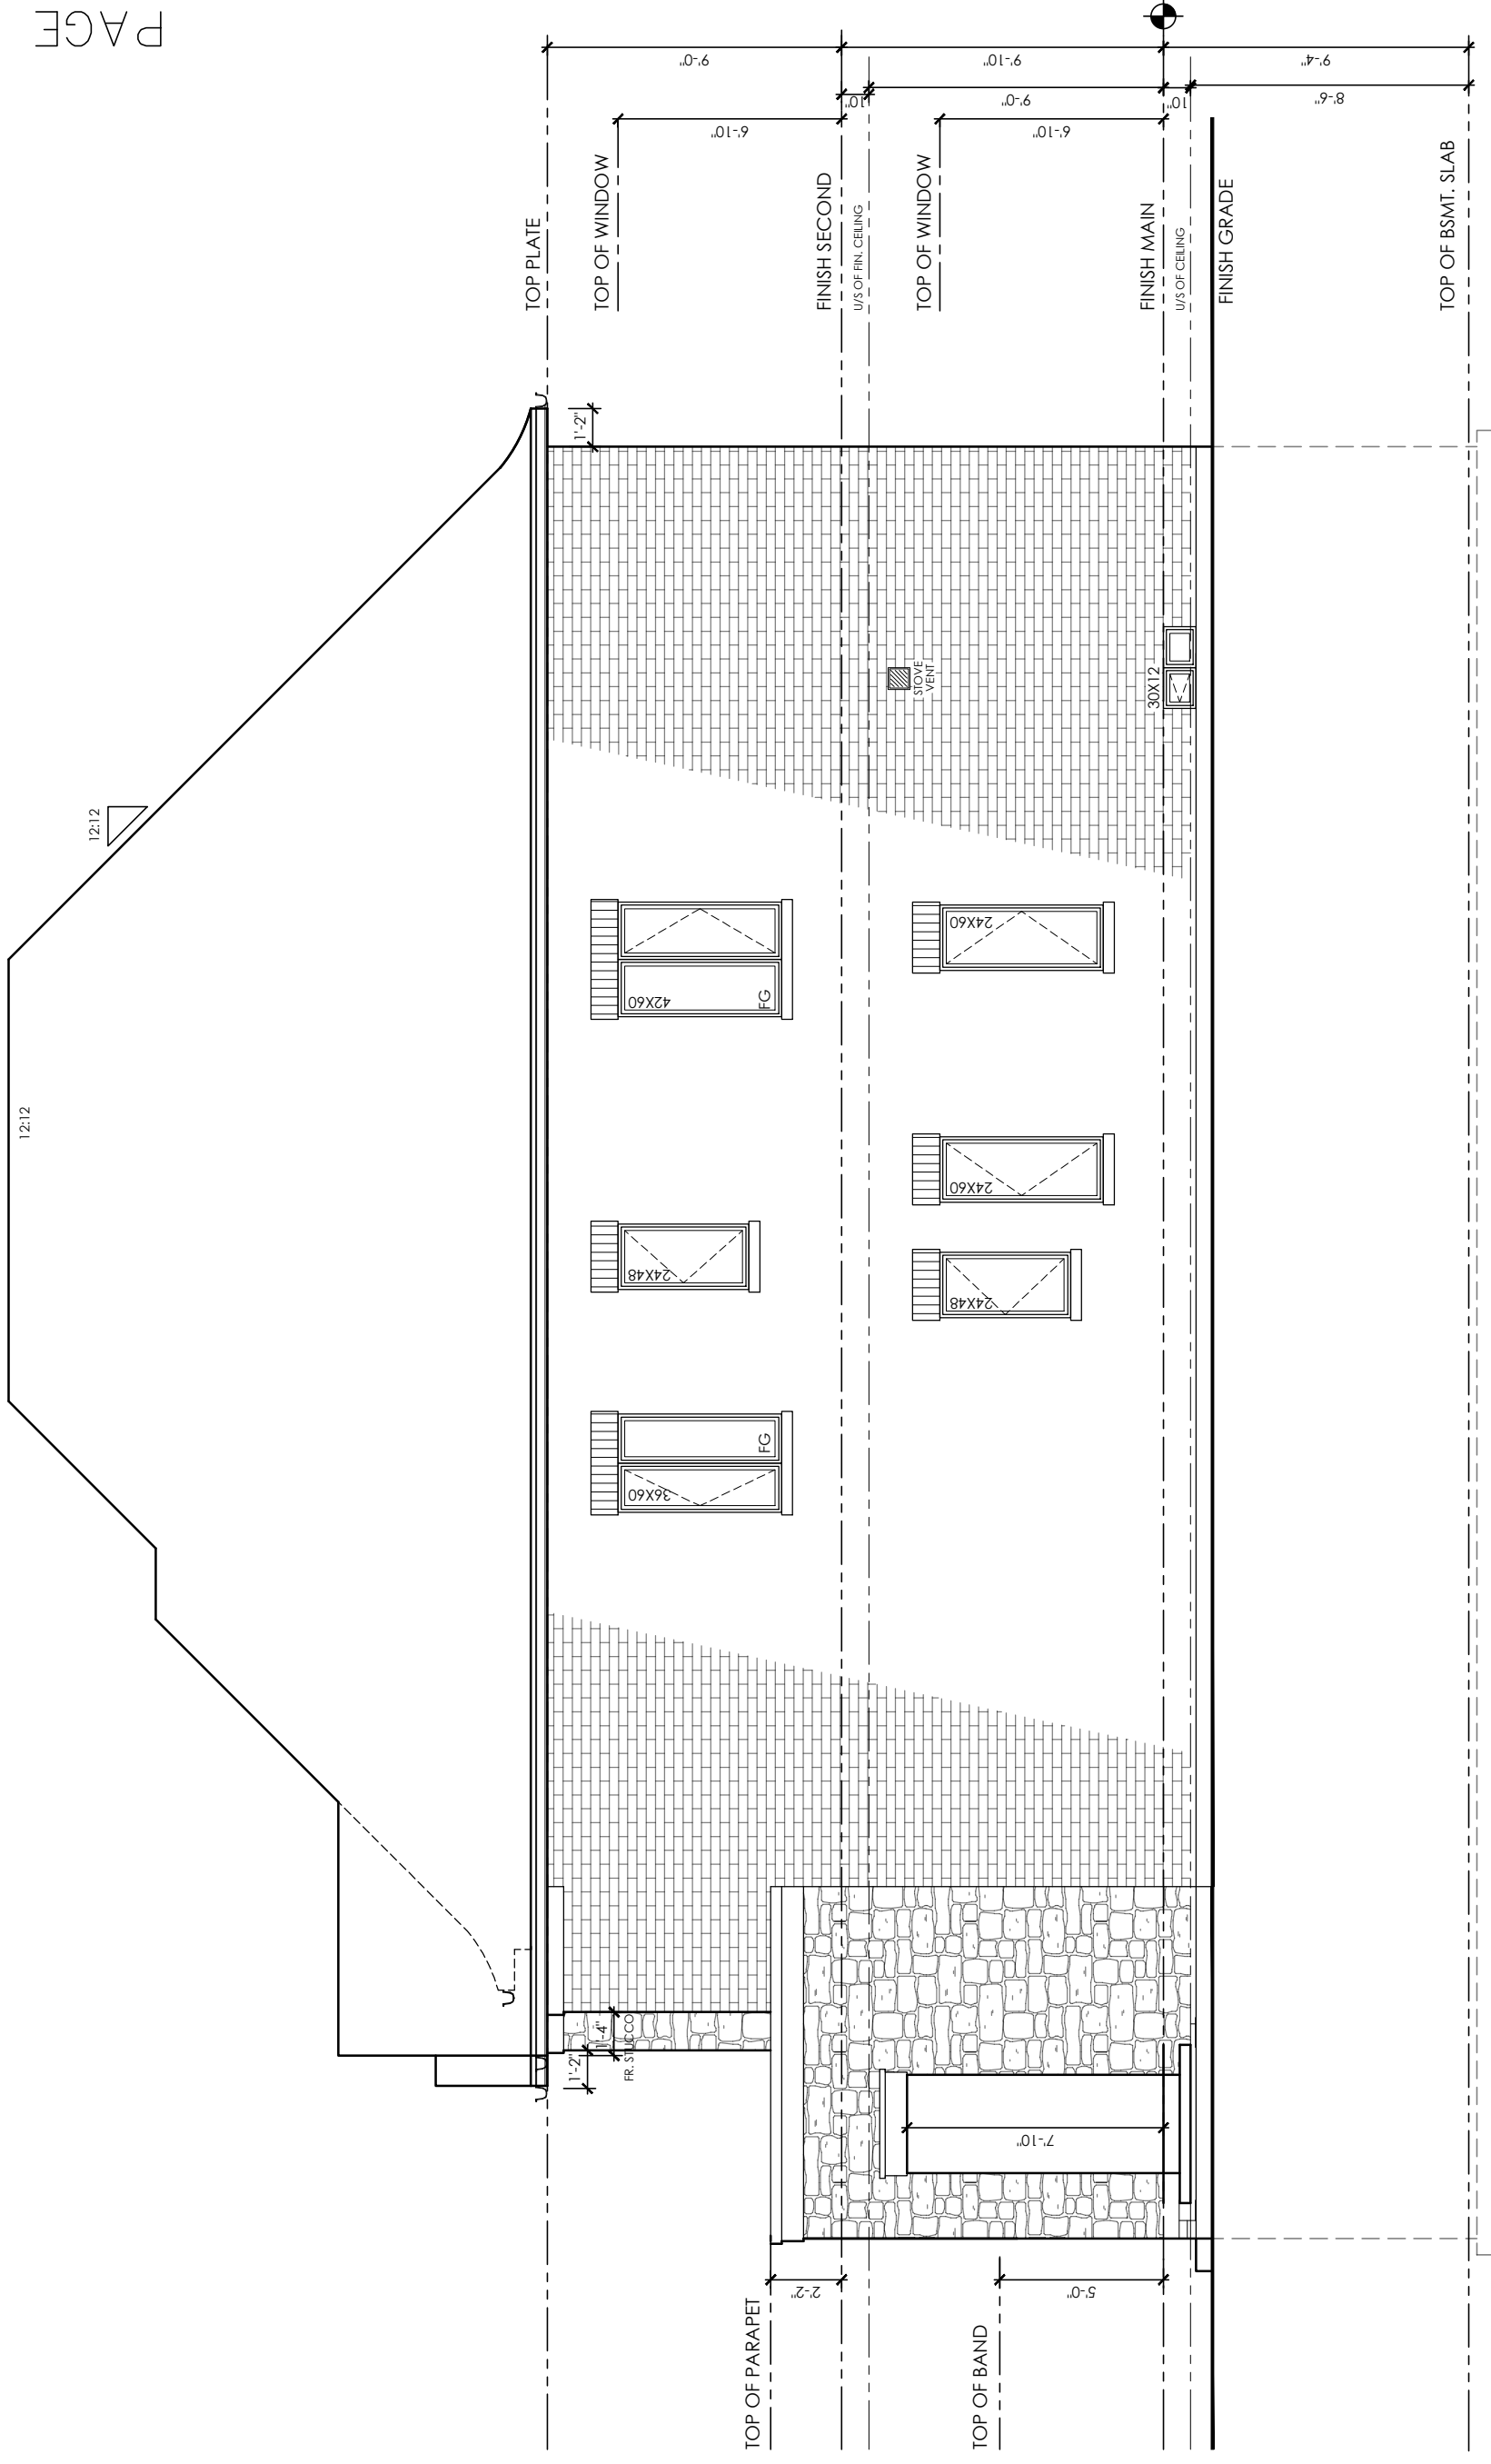 PAGE
12:12
12:12
TOP PLATE
9'-0"
TOP OF WINDOW
6'-10"
FINISH SECOND
U/S OF FIN. CEILING
10"
9'-10"
9'-0"
TOP OF WINDOW
6'-10"
FINISH MAIN
U/S OF CEILING
10"
FINISH GRADE
9'-4"
8'-6"
TOP OF BSMT. SLAB
1'-2"
STOVE
VENT
30X12
42X60
FG
24X60
24X48
24X60
24X48
36X60
FG
1'-4"
1'-2"
FR. STUCCO
7'-10"
TOP OF PARAPET
2'-2"
TOP OF BAND
5'-0"